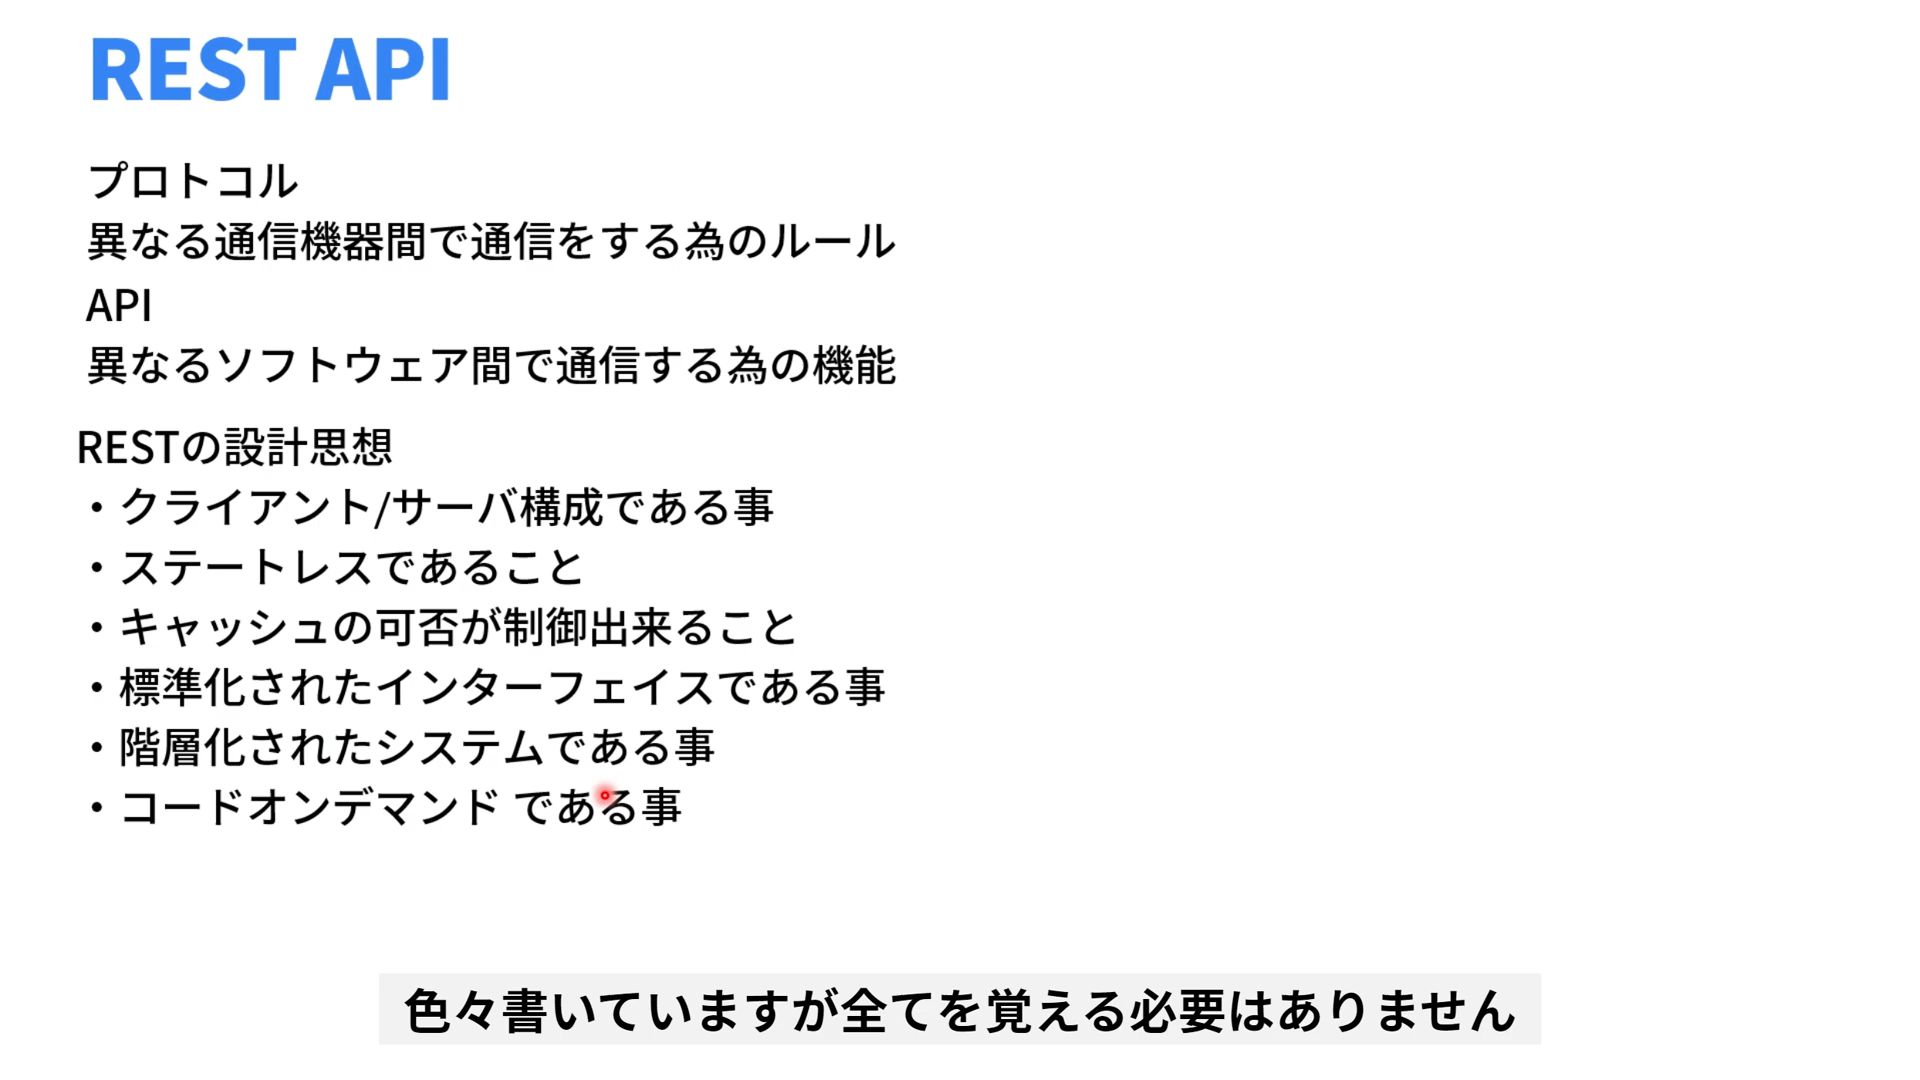 REST API
プロトコル
異なる通信機器間で通信をする為のルール
API
異なるソフトウェア間で通信する為の機能
RESTの設計思想
・クライアント/サーバ構成である事
・ステートレスであること
・キャッシュの可否が制御出来ること
・標準化されたインターフェイスである事
・階層化されたシステムである事
・コードオンデマンド である事
色々書いていますが全てを覚える必要はありません